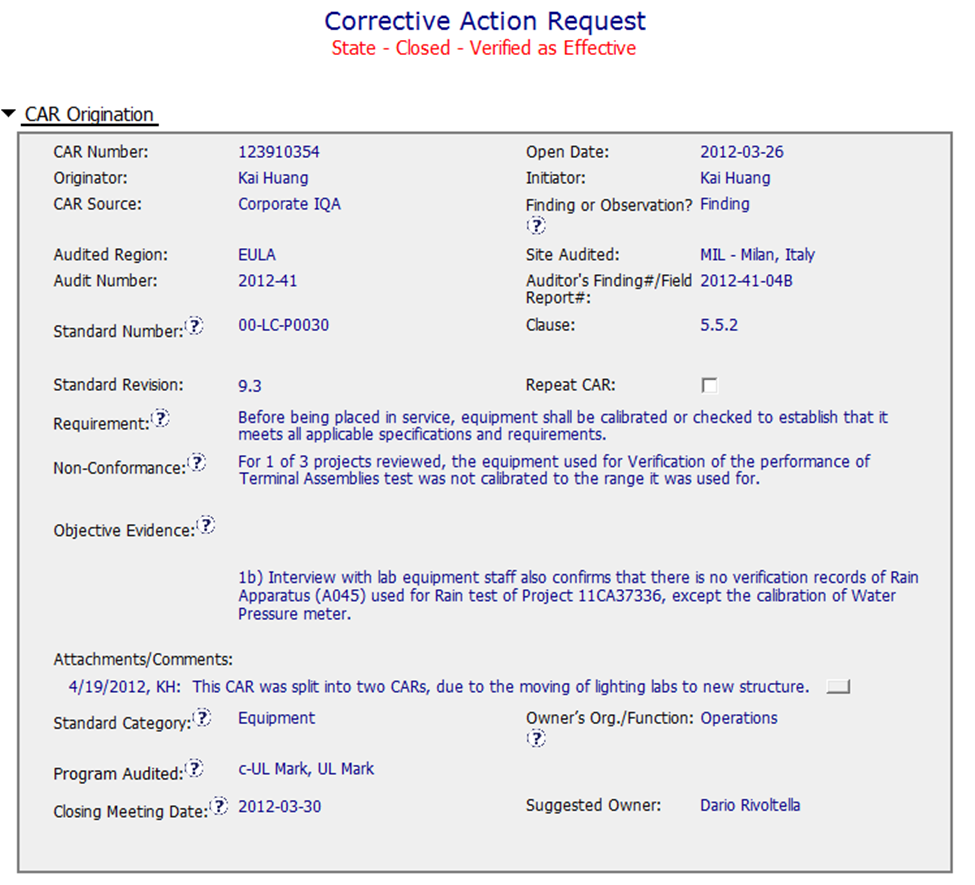 Corrective Action Request
State - Closed - Verified as Effective
CAR Origination
CAR Number: 123910354 Open Date: 2012-03-26
Originator: Kai Huang Initiator: Kai Huang
CAR Source: Corporate IQA Finding or Observation? Finding
?
Audited Region: EULA Site Audited: MIL - Milan, Italy
Audit Number: 2012-41 Auditor's Finding#/Field 2012-41-04B
Report#:
Standard Number: ? 00-LC-P0030 Clause: 5.5.2
Standard Revision: 9.3 Repeat CAR:
Requirement: ? Before being placed in service, equipment shall be calibrated or checked to establish that it
meets all applicable specifications and requirements.
Non-Conformance: ? For 1 of 3 projects reviewed, the equipment used for Verification of the performance of
Terminal Assemblies test was not calibrated to the range it was used for.
Objective Evidence: ?
1b) Interview with lab equipment staff also confirms that there is no verification records of Rain
Apparatus (A045) used for Rain test of Project 11CA37336, except the calibration of Water
Pressure meter.
Attachments/Comments:
4/19/2012, KH: This CAR was split into two CARs, due to the moving of lighting labs to new structure.
Standard Category: ? Equipment Owner's Org./Function: Operations
?
Program Audited: ? c-UL Mark, UL Mark
Closing Meeting Date: ? 2012-03-30 Suggested Owner: Dario Rivoltella